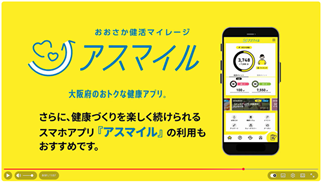 おおさか健活マイレージ
アスマイル
大阪府のおトクな健康アプリ。
さらに、健康づくりを楽しく続けられる
スマホアプリ『アスマイル』の利用も
おすすめです。
3,748